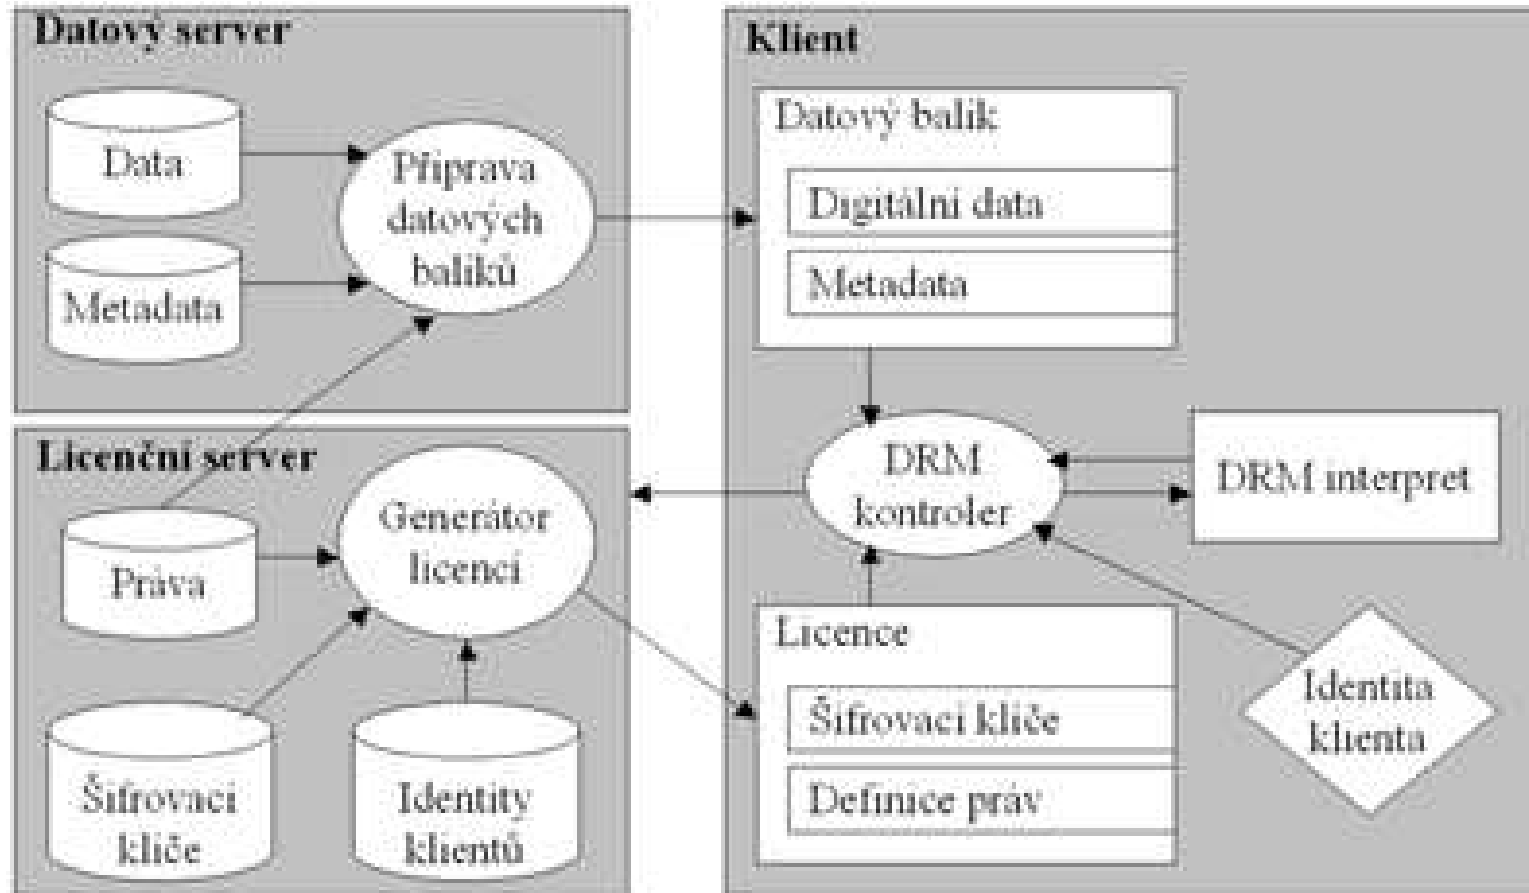 Datový server
Data
Metadata
Příprava
datových
balíků
Licenční server
Práva
Generátor
licencí
Šifrovací
klíče
Identity
klientů
Klient
Datový balík
Digitální data
Metadata
DRM
kontroler
DRM interpret
Licence
Šifrovací klíče
Definice práv
Identita
klienta